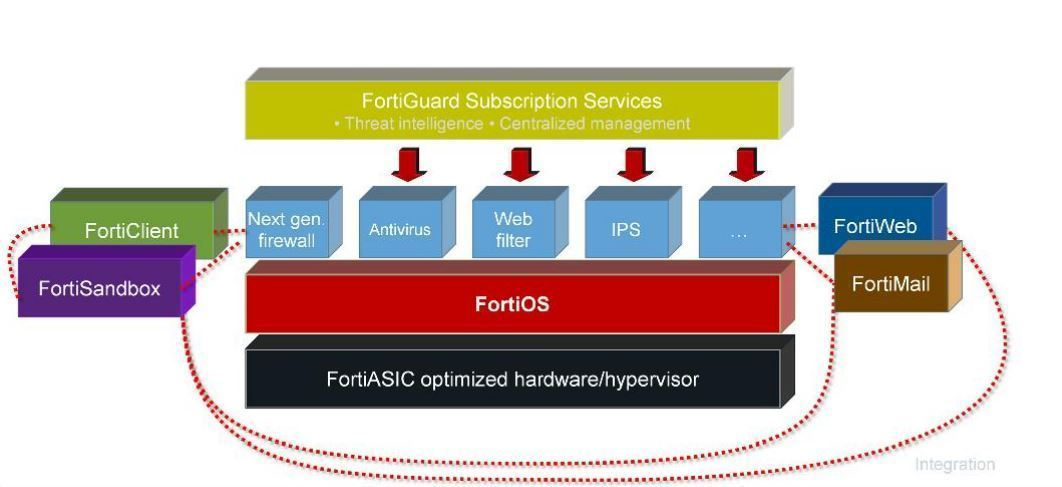 FortiGuard Subscription Services
• Threat intelligence • Centralized management
FortiClient
FortiSandbox
Next gen.
firewall
Antivirus
Web
filter
IPS
...
FortiWeb
FortiMail
FortiOS
FortiASIC optimized hardware/hypervisor
Integration